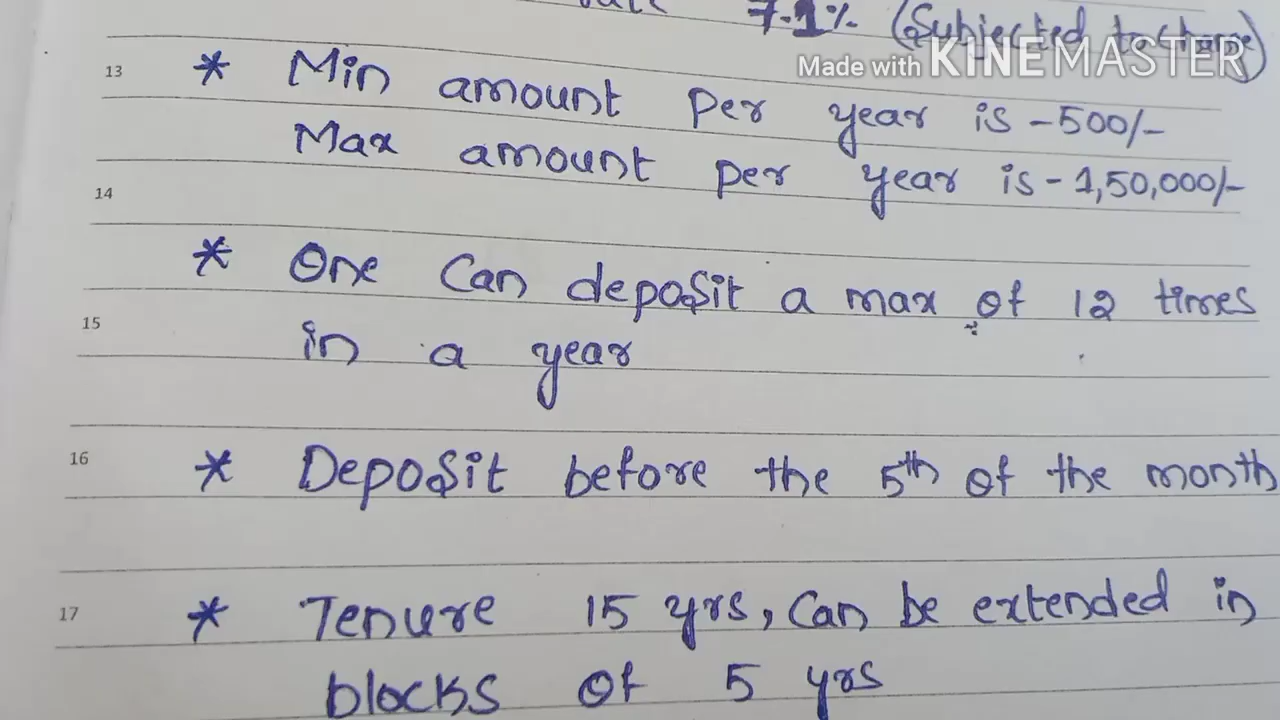 7.1% (Subjected to change)
Made with KINEMASTER
13 * Min amount per year is - 500/-
Max amount per year is - 1,50,000/-
14
* One can deposit a max of 12 times
15 in a year
16 * Deposit before the 5th of the month
17 * Tenure 15 yrs, can be extended in
blocks of 5 yrs